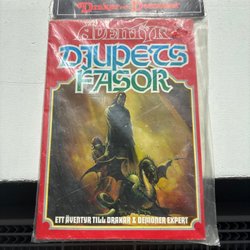 Drakar och Demoner
ÄVENTYR
DJUPETS
FASOR
ETT ÄVENTYR TILL DRAKAR & DEMONER EXPERT